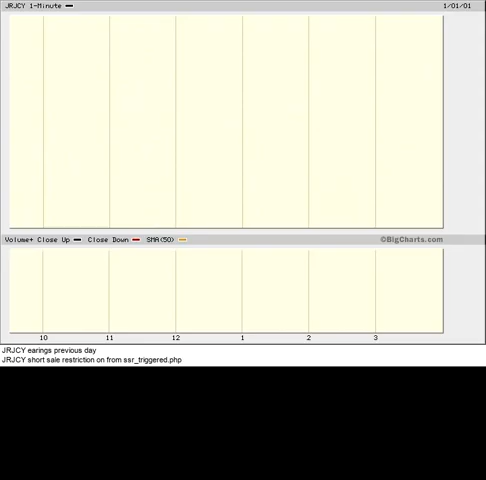 JRJCY 1-Minute 1/01/01
Volume+ Close Up Close Down SMA(50) ©BigCharts.com
10 11 12 1 2 3
JRJCY earings previous day
JRJCY short sale restriction on from ssr_triggered.php